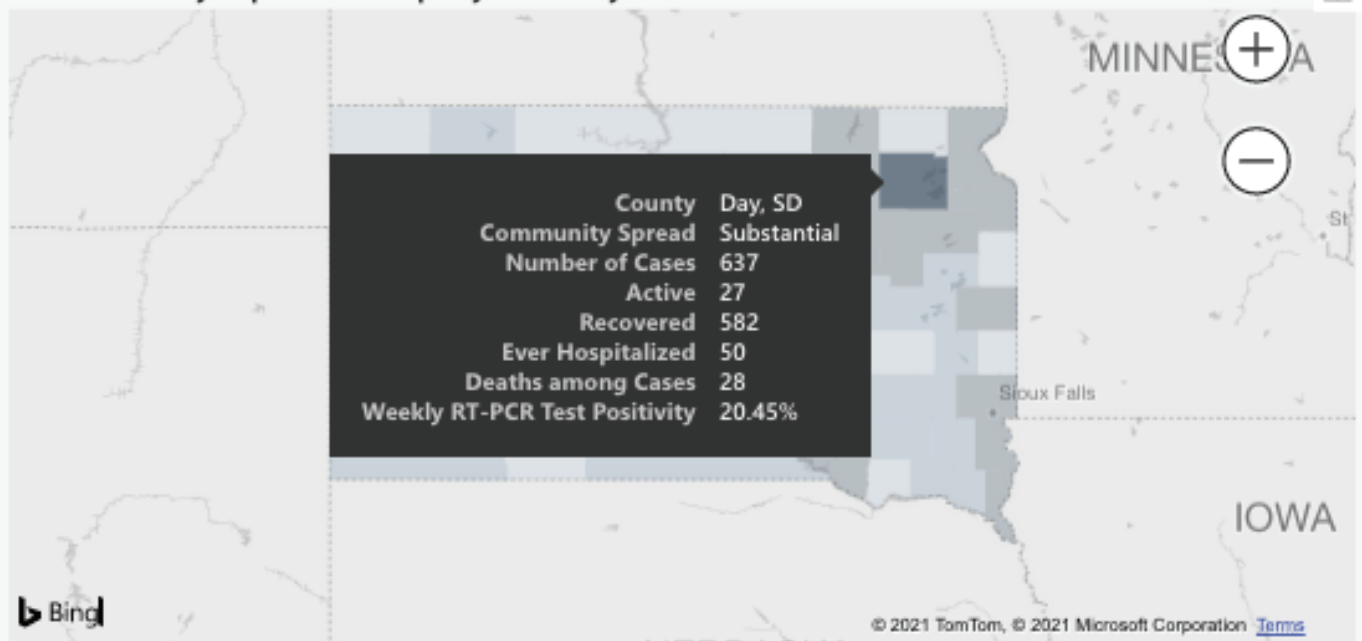 MINNES A
County Day, SD
Community Spread Substantial
Number of Cases 637
Active 27
Recovered 582
Ever Hospitalized 50
Deaths among Cases 28
Weekly RT-PCR Test Positivity 20.45%
St
Sioux Falls
IOWA
Bing
© 2021 TomTom, © 2021 Microsoft Corporation Terms